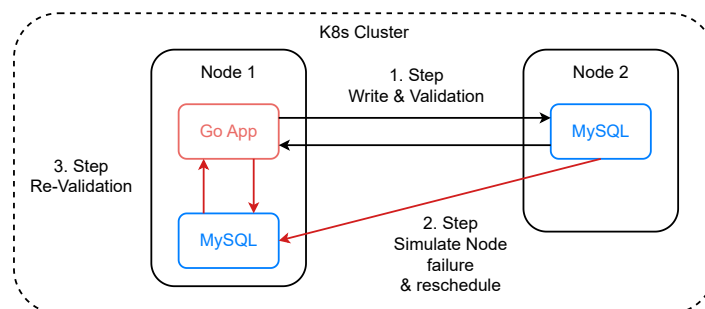 K8s Cluster
Node 1
1. Step
Write & Validation
Node 2
Go App
MySQL
3. Step
Re-Validation
MySQL
2. Step
Simulate Node
failure
& reschedule